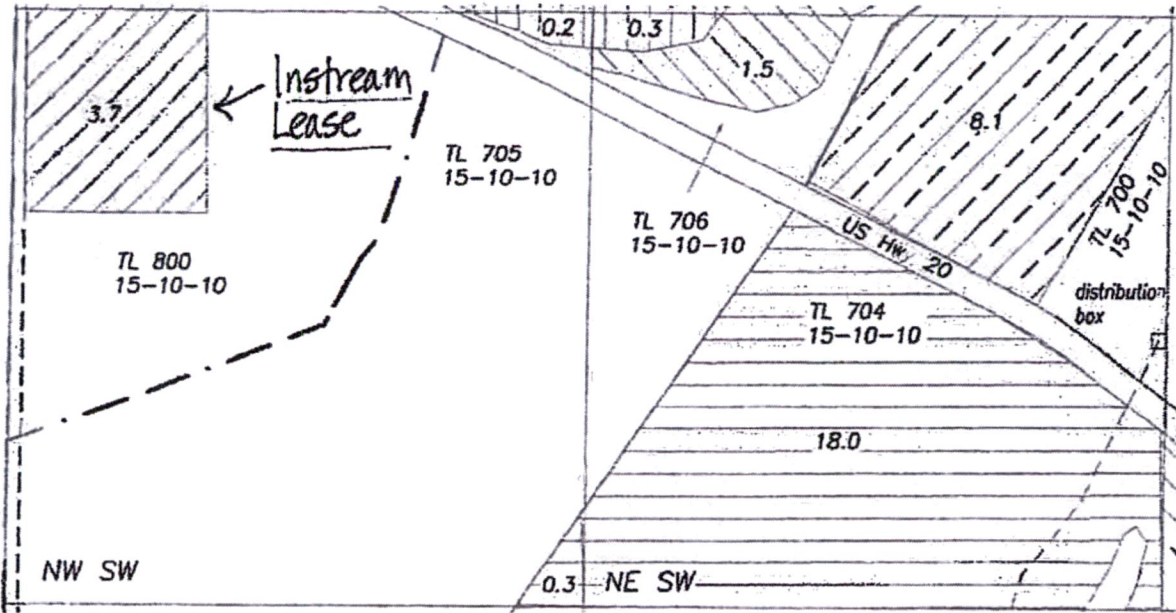 0.2
0.3
1.5
Instream
Lease
3.7
8.1
TL 705
15-10-10
TL 700
15-10-10
TL 706
15-10-10
US Hw 20
TL 800
15-10-10
distribution
box
TL 704
15-10-10
18.0
NW SW
0.3
NE SW